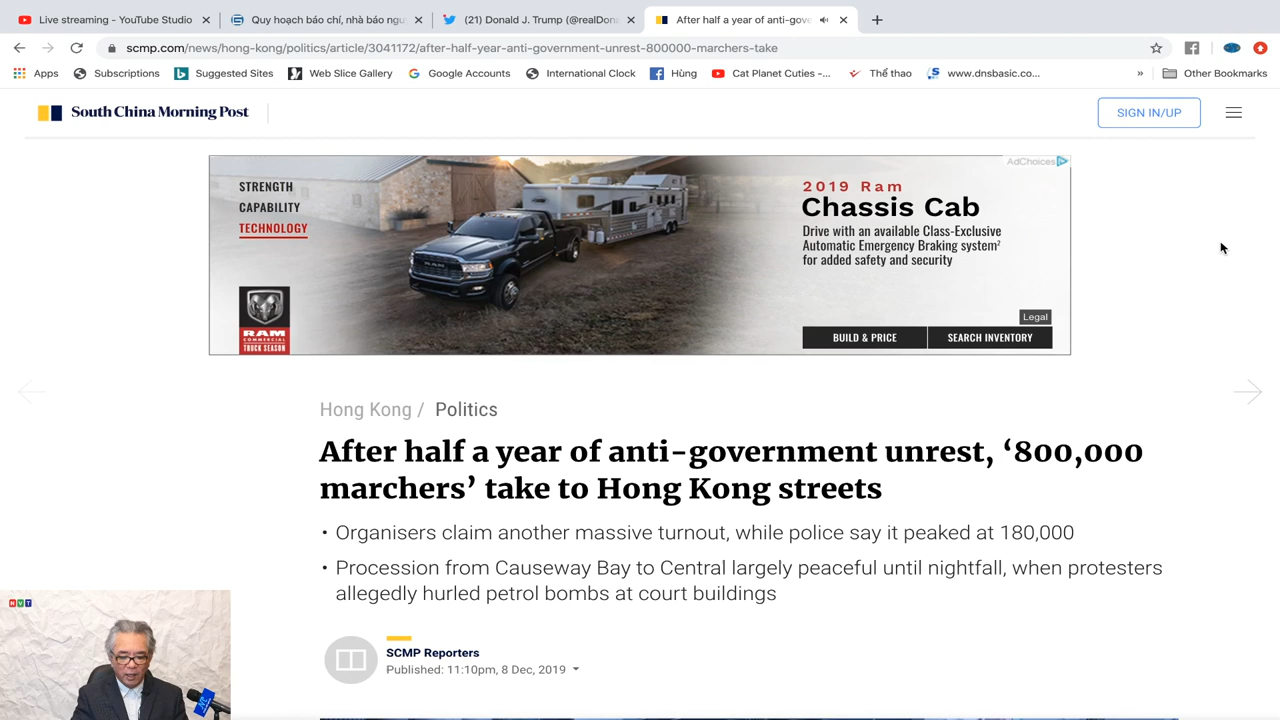 Live streaming - YouTube Studio
Quy hoạch báo chí, nhà báo ngu
(21) Donald J. Trump (@realDona
After half a year of anti-gove
scmp.com/news/hong-kong/politics/article/3041172/after-half-year-anti-government-unrest-800000-marchers-take
Apps
Subscriptions
Suggested Sites
Web Slice Gallery
Google Accounts
International Clock
Hùng
Cat Planet Cuties -...
Thể thao
www.dnsbasic.co...
»
Other Bookmarks
South China Morning Post
SIGN IN/UP
AdChoices
STRENGTH
CAPABILITY
TECHNOLOGY
RAM
COMMERCIAL
TRUCK SEASON
2019 Ram
Chassis Cab
Drive with an available Class-Exclusive
Automatic Emergency Braking system²
for added safety and security
Legal
BUILD & PRICE
SEARCH INVENTORY
Hong Kong / Politics
After half a year of anti-government unrest, ‘800,000
marchers’ take to Hong Kong streets
• Organisers claim another massive turnout, while police say it peaked at 180,000
• Procession from Causeway Bay to Central largely peaceful until nightfall, when protesters
allegedly hurled petrol bombs at court buildings
SCMP Reporters
Published: 11:10pm, 8 Dec, 2019
HVT